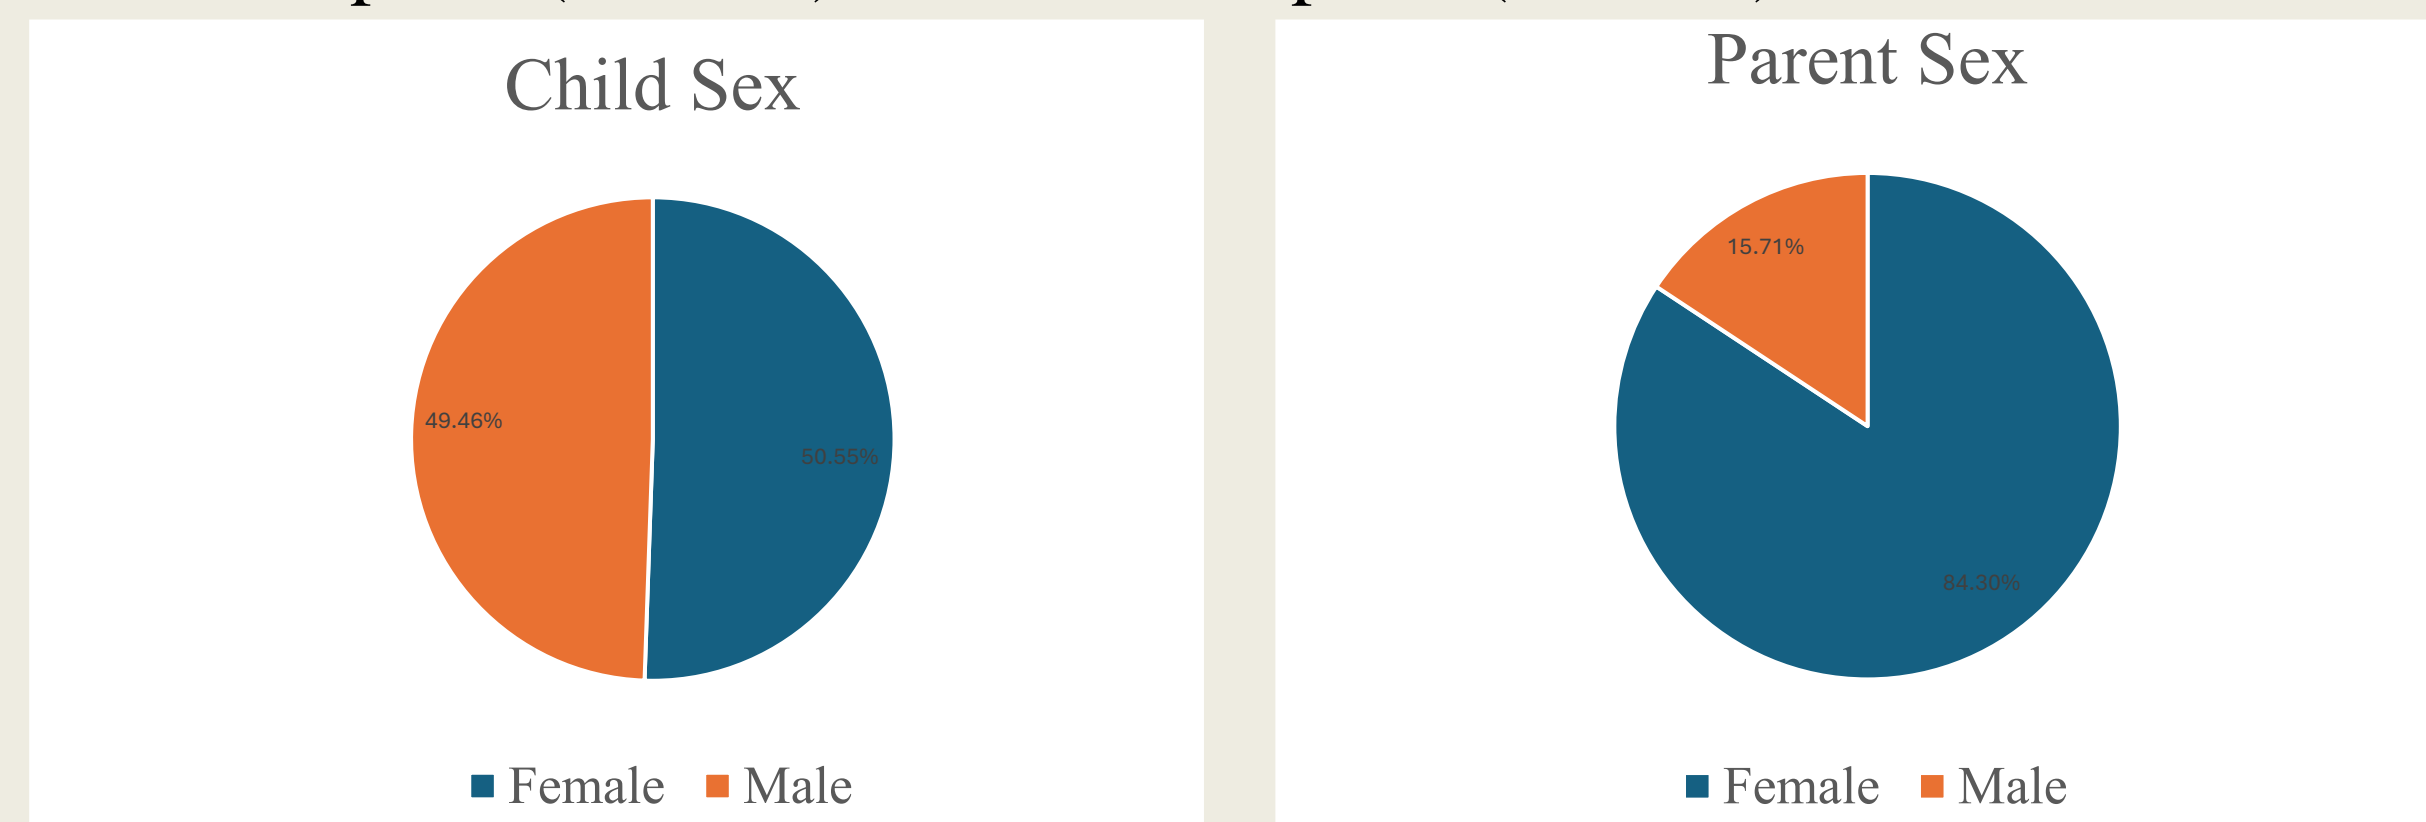 Child Sex
49.46%
50.55%
Female Male
Parent Sex
15.71%
84.30%
Female Male